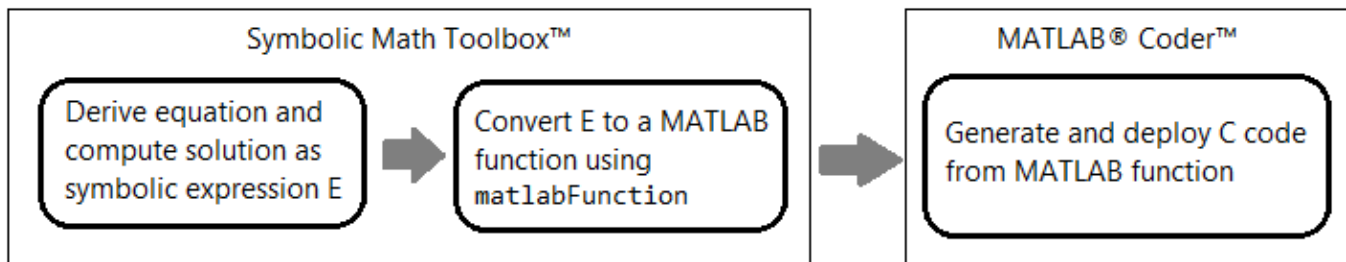 Symbolic Math Toolbox™
Derive equation and
compute solution as
symbolic expression E
Convert E to a MATLAB
function using
matlabFunction
MATLAB® Coder™
Generate and deploy C code
from MATLAB function